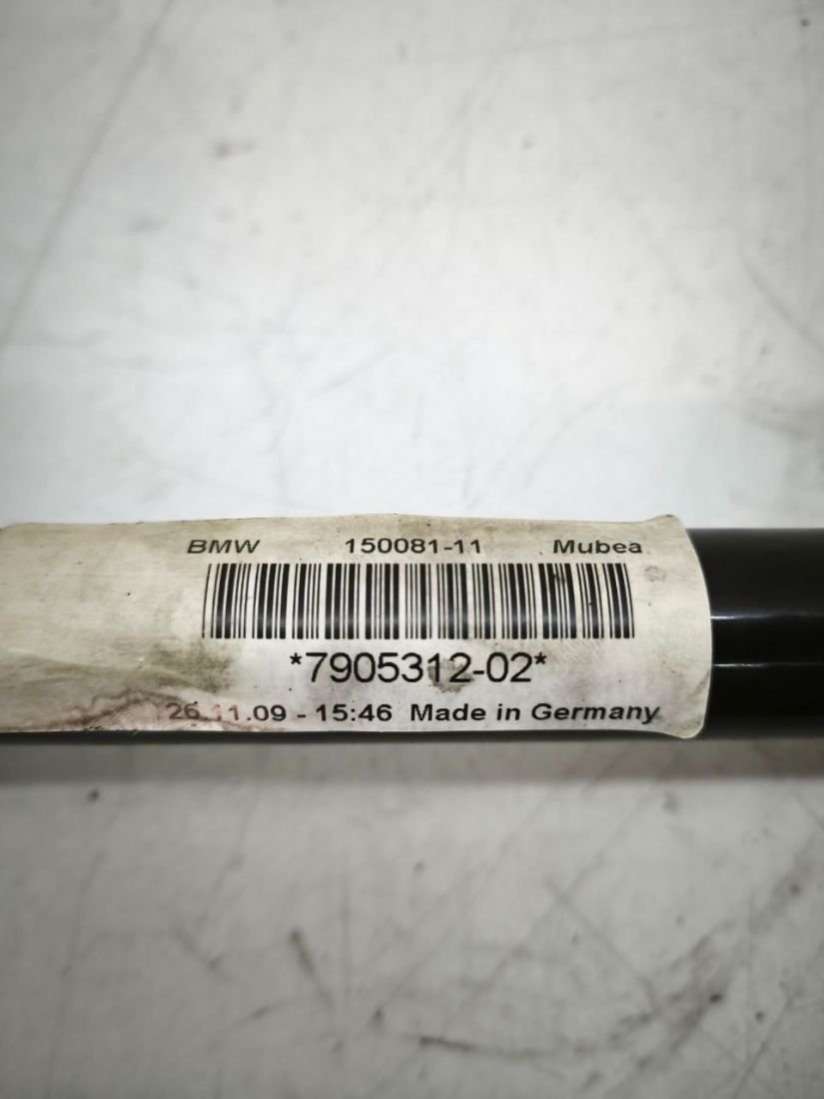 BMW 150081-11 Mubea
*7905312-02*
26.11.09 - 15:46 Made in Germany